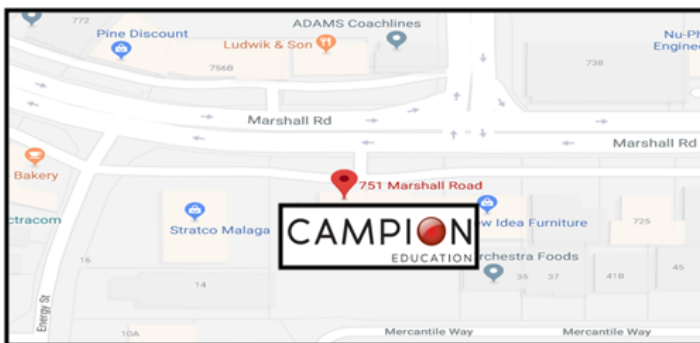 772
ADAMS Coachlines
Pine Discount
Ludwik & Son
Nu-Ph
Engine
756B
738
Marshall Rd
Marshall Rd
Bakery
751 Marshall Road
ctracom
Stratco Malaga
CAMPION
EDUCATION
ew Idea Furniture
725
rchestra Foods
16
14
35
37
41B
45
Energy St
10A
Mercantile Way
Mercantile Way